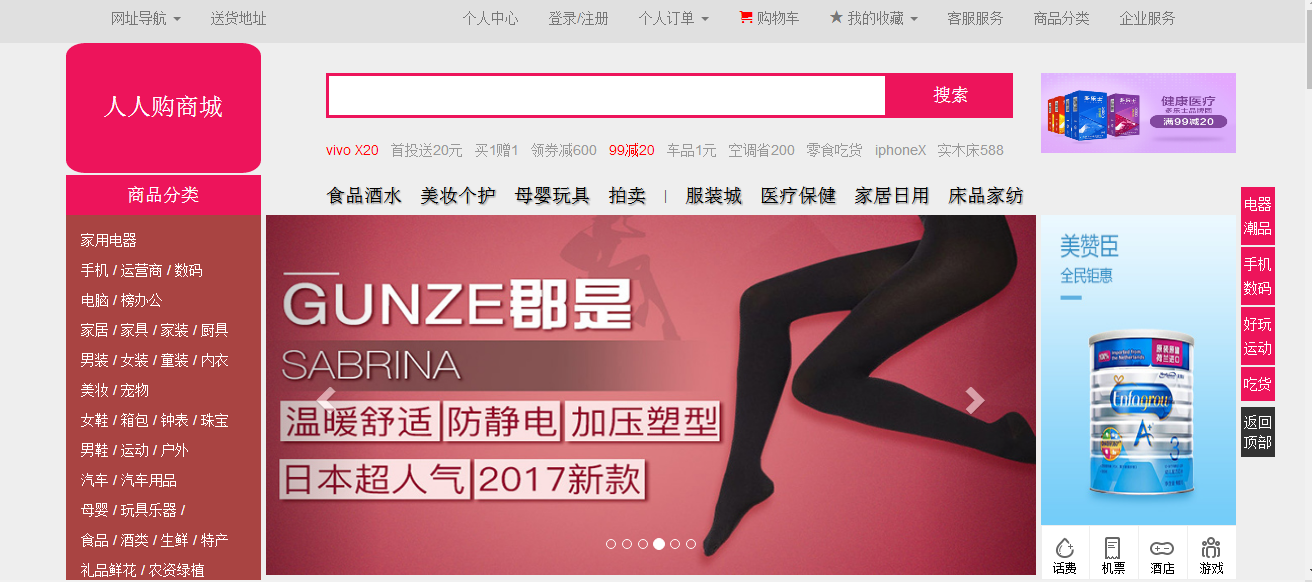 网址导航 送货地址 个人中心 登录/注册 个人订单 购物车 我的收藏 客服服务 商品分类 企业服务
人人购商城
搜索
健康医疗
多乐士品牌团
满99减20
vivo X20 首投送20元 买1赠1 领券减600 99减20 车品1元 空调省200 零食吃货 iphoneX 实木床588
商品分类
食品酒水 美妆个护 母婴玩具 拍卖 | 服装城 医疗保健 家居日用 床品家纺
家用电器
手机 / 运营商 / 数码
电脑 / 榜办公
家居 / 家具 / 家装 / 厨具
男装 / 女装 / 童装 / 内衣
美妆 / 宠物
女鞋 / 箱包 / 钟表 / 珠宝
男鞋 / 运动 / 户外
汽车 / 汽车用品
母婴 / 玩具乐器 /
食品 / 酒类 / 生鲜 / 特产
礼品鲜花 / 农资绿植
GUNZE郡是
SABRINA
温暖舒适 防静电 加压塑型
日本超人气 2017新款
美赞臣
全民钜惠
Enfagrow
A+
3
话费 机票 酒店 游戏
电器
潮品
手机
数码
好玩
运动
吃货
返回
顶部